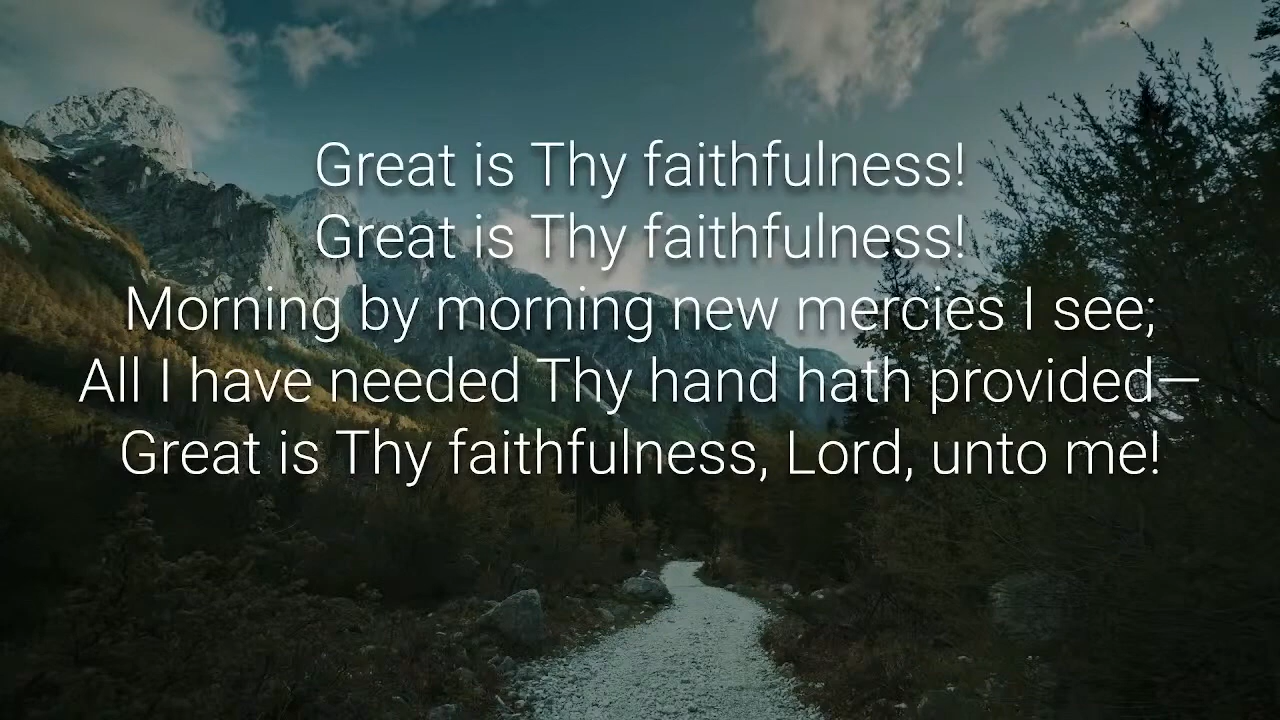 Great is Thy faithfulness!
Great is Thy faithfulness!
Morning by morning new mercies I see;
All I have needed Thy hand hath provided—
Great is Thy faithfulness, Lord, unto me!